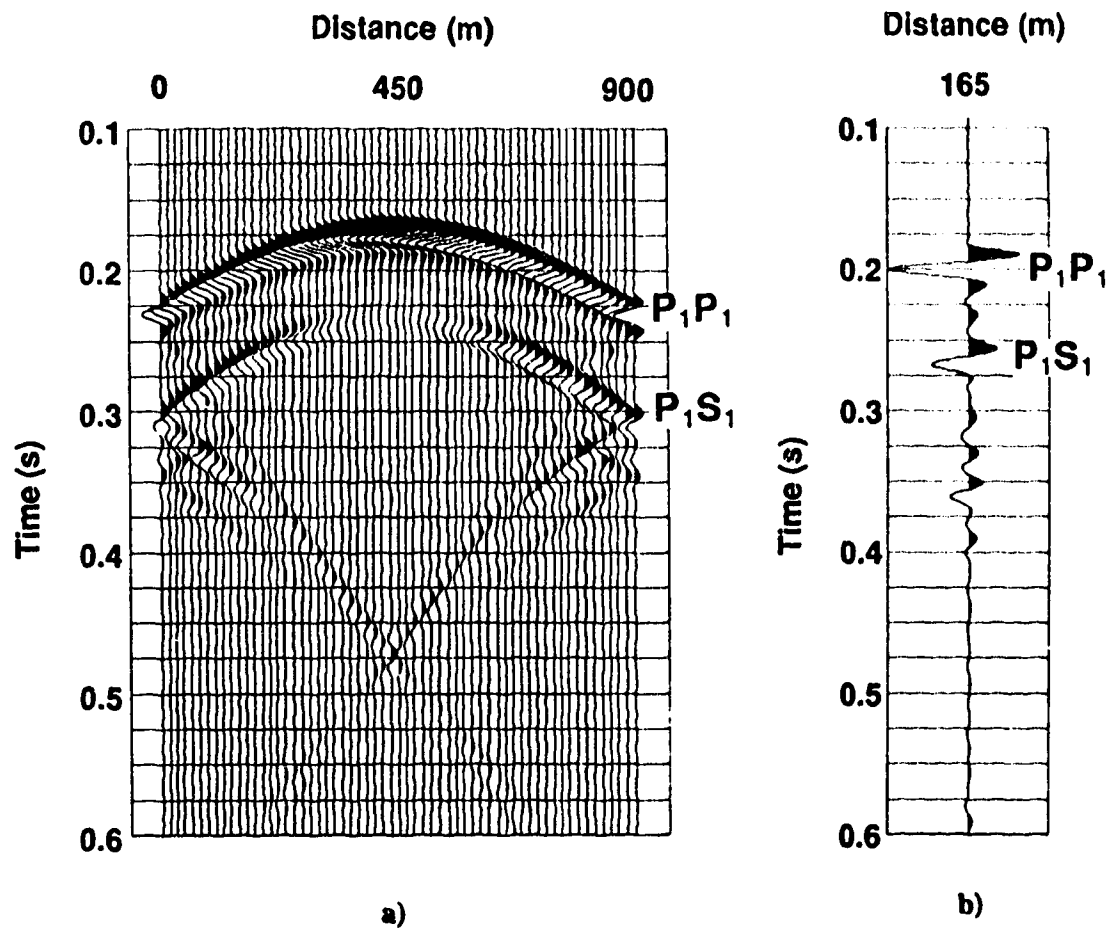 Distance (m)
0 450 900
0.1
0.2
0.3
0.4
0.5
0.6
Time (s)
P₁P₁
P₁S₁
a)
Distance (m)
165
0.1
0.2
0.3
0.4
0.5
0.6
Time (s)
P₁P₁
P₁S₁
b)